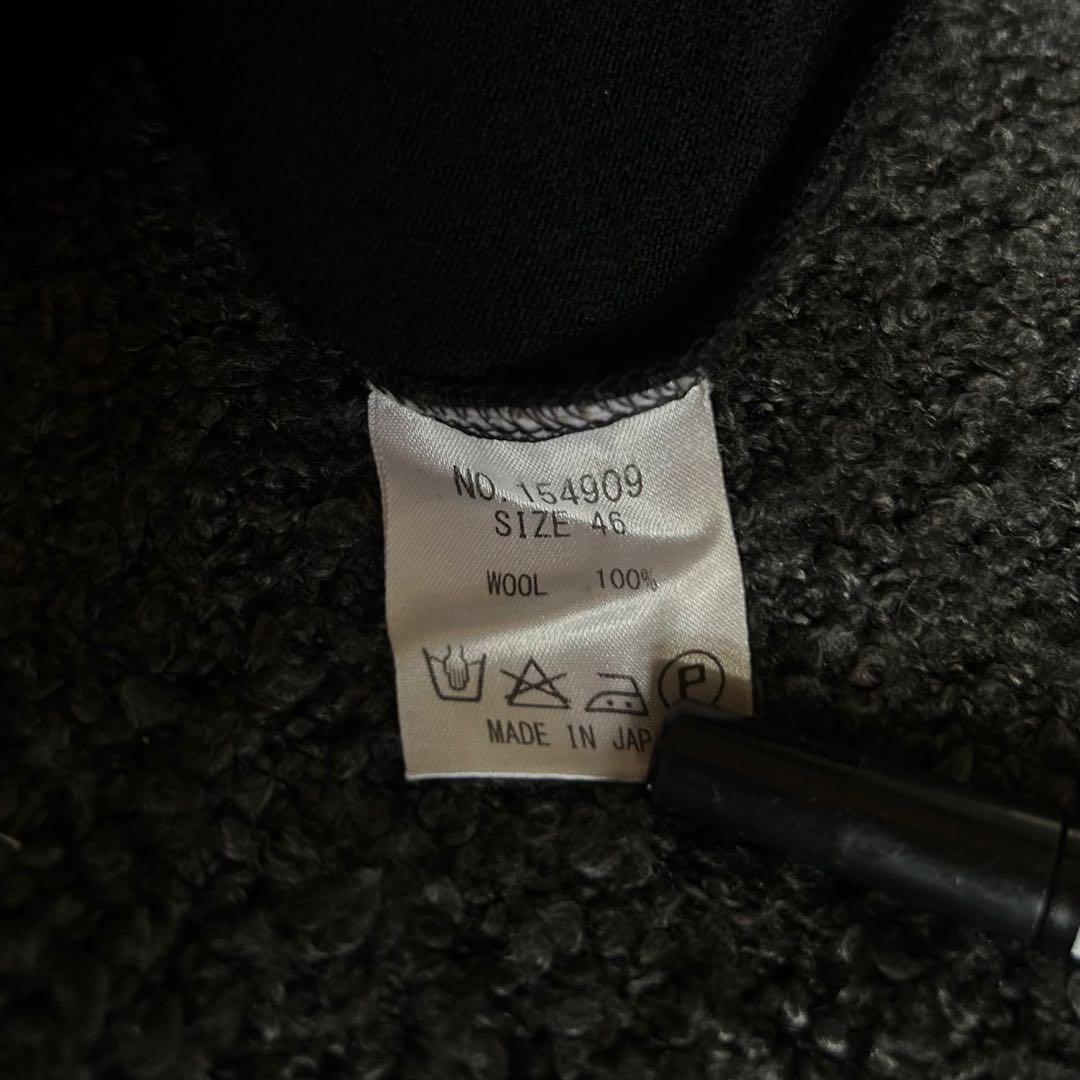 NO. 154909
SIZE 46
WOOL 100%
P
MADE IN JAP